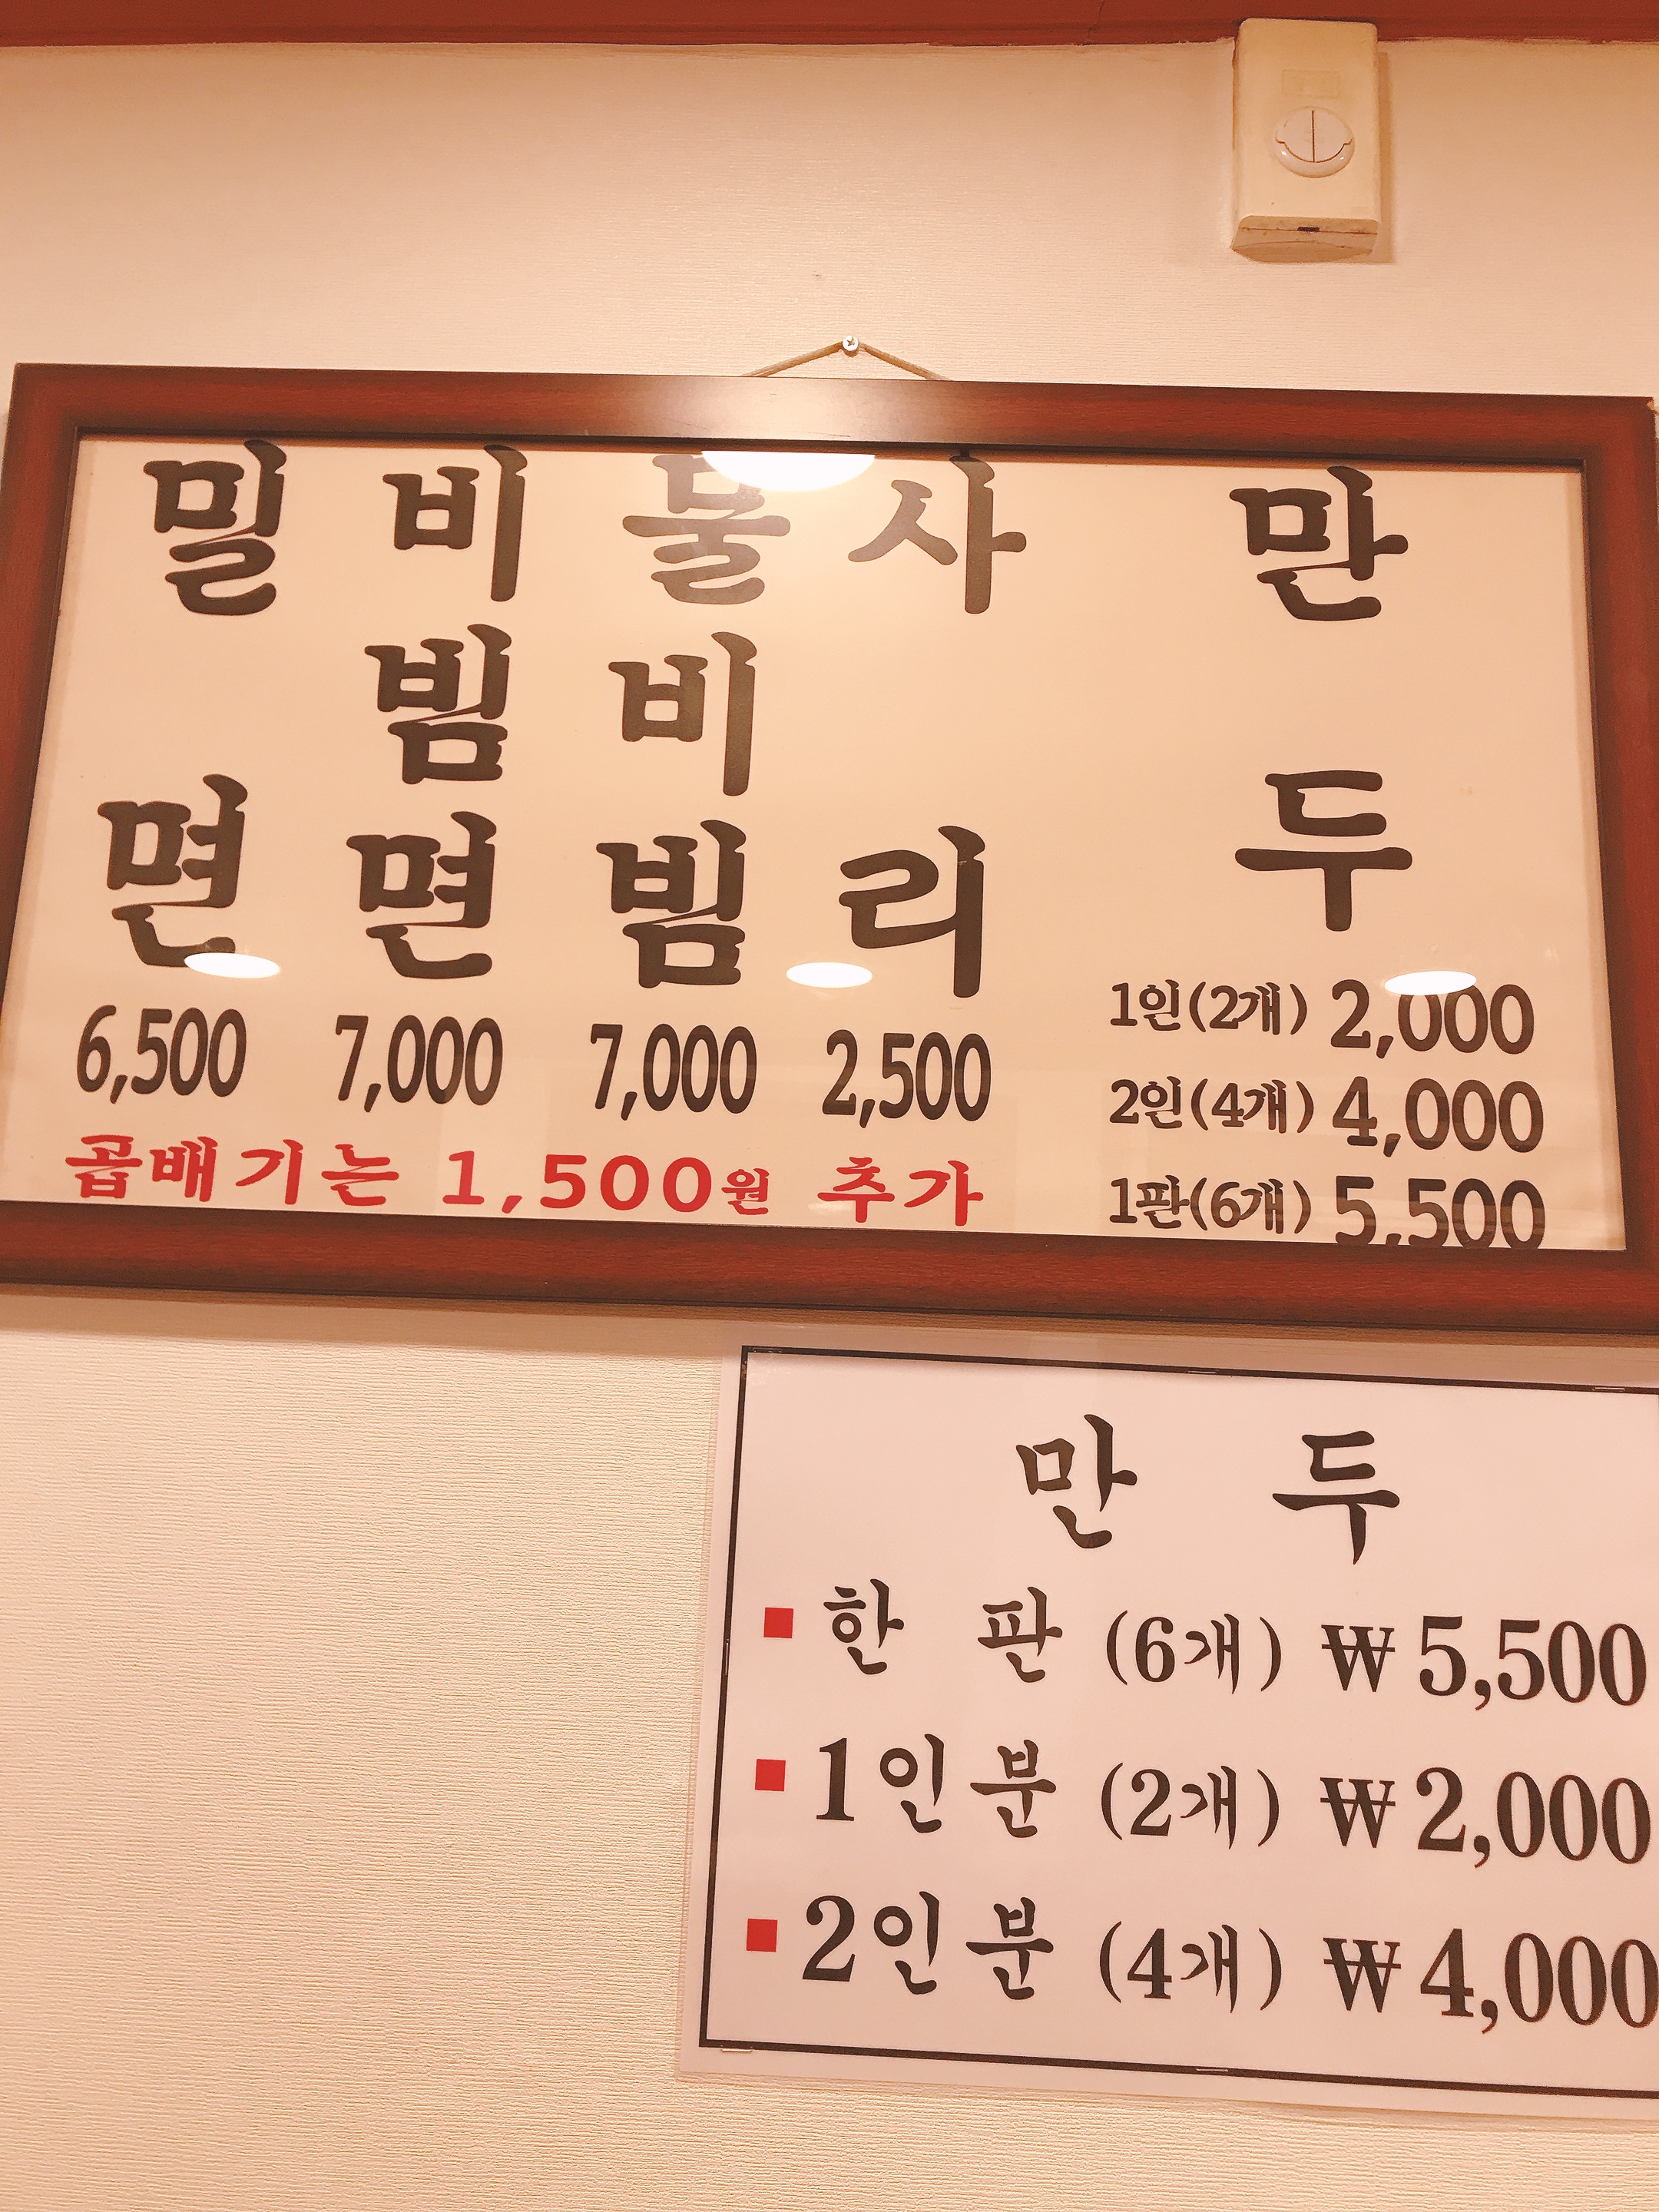 밀면 6,500
비빔면 7,000
물비빔 7,000
사리 2,500
곱배기는 1,500원 추가
만두
1인(2개) 2,000
2인(4개) 4,000
1판(6개) 5,500
만두
한판 (6개) ₩5,500
1인분 (2개) ₩2,000
2인분 (4개) ₩4,000